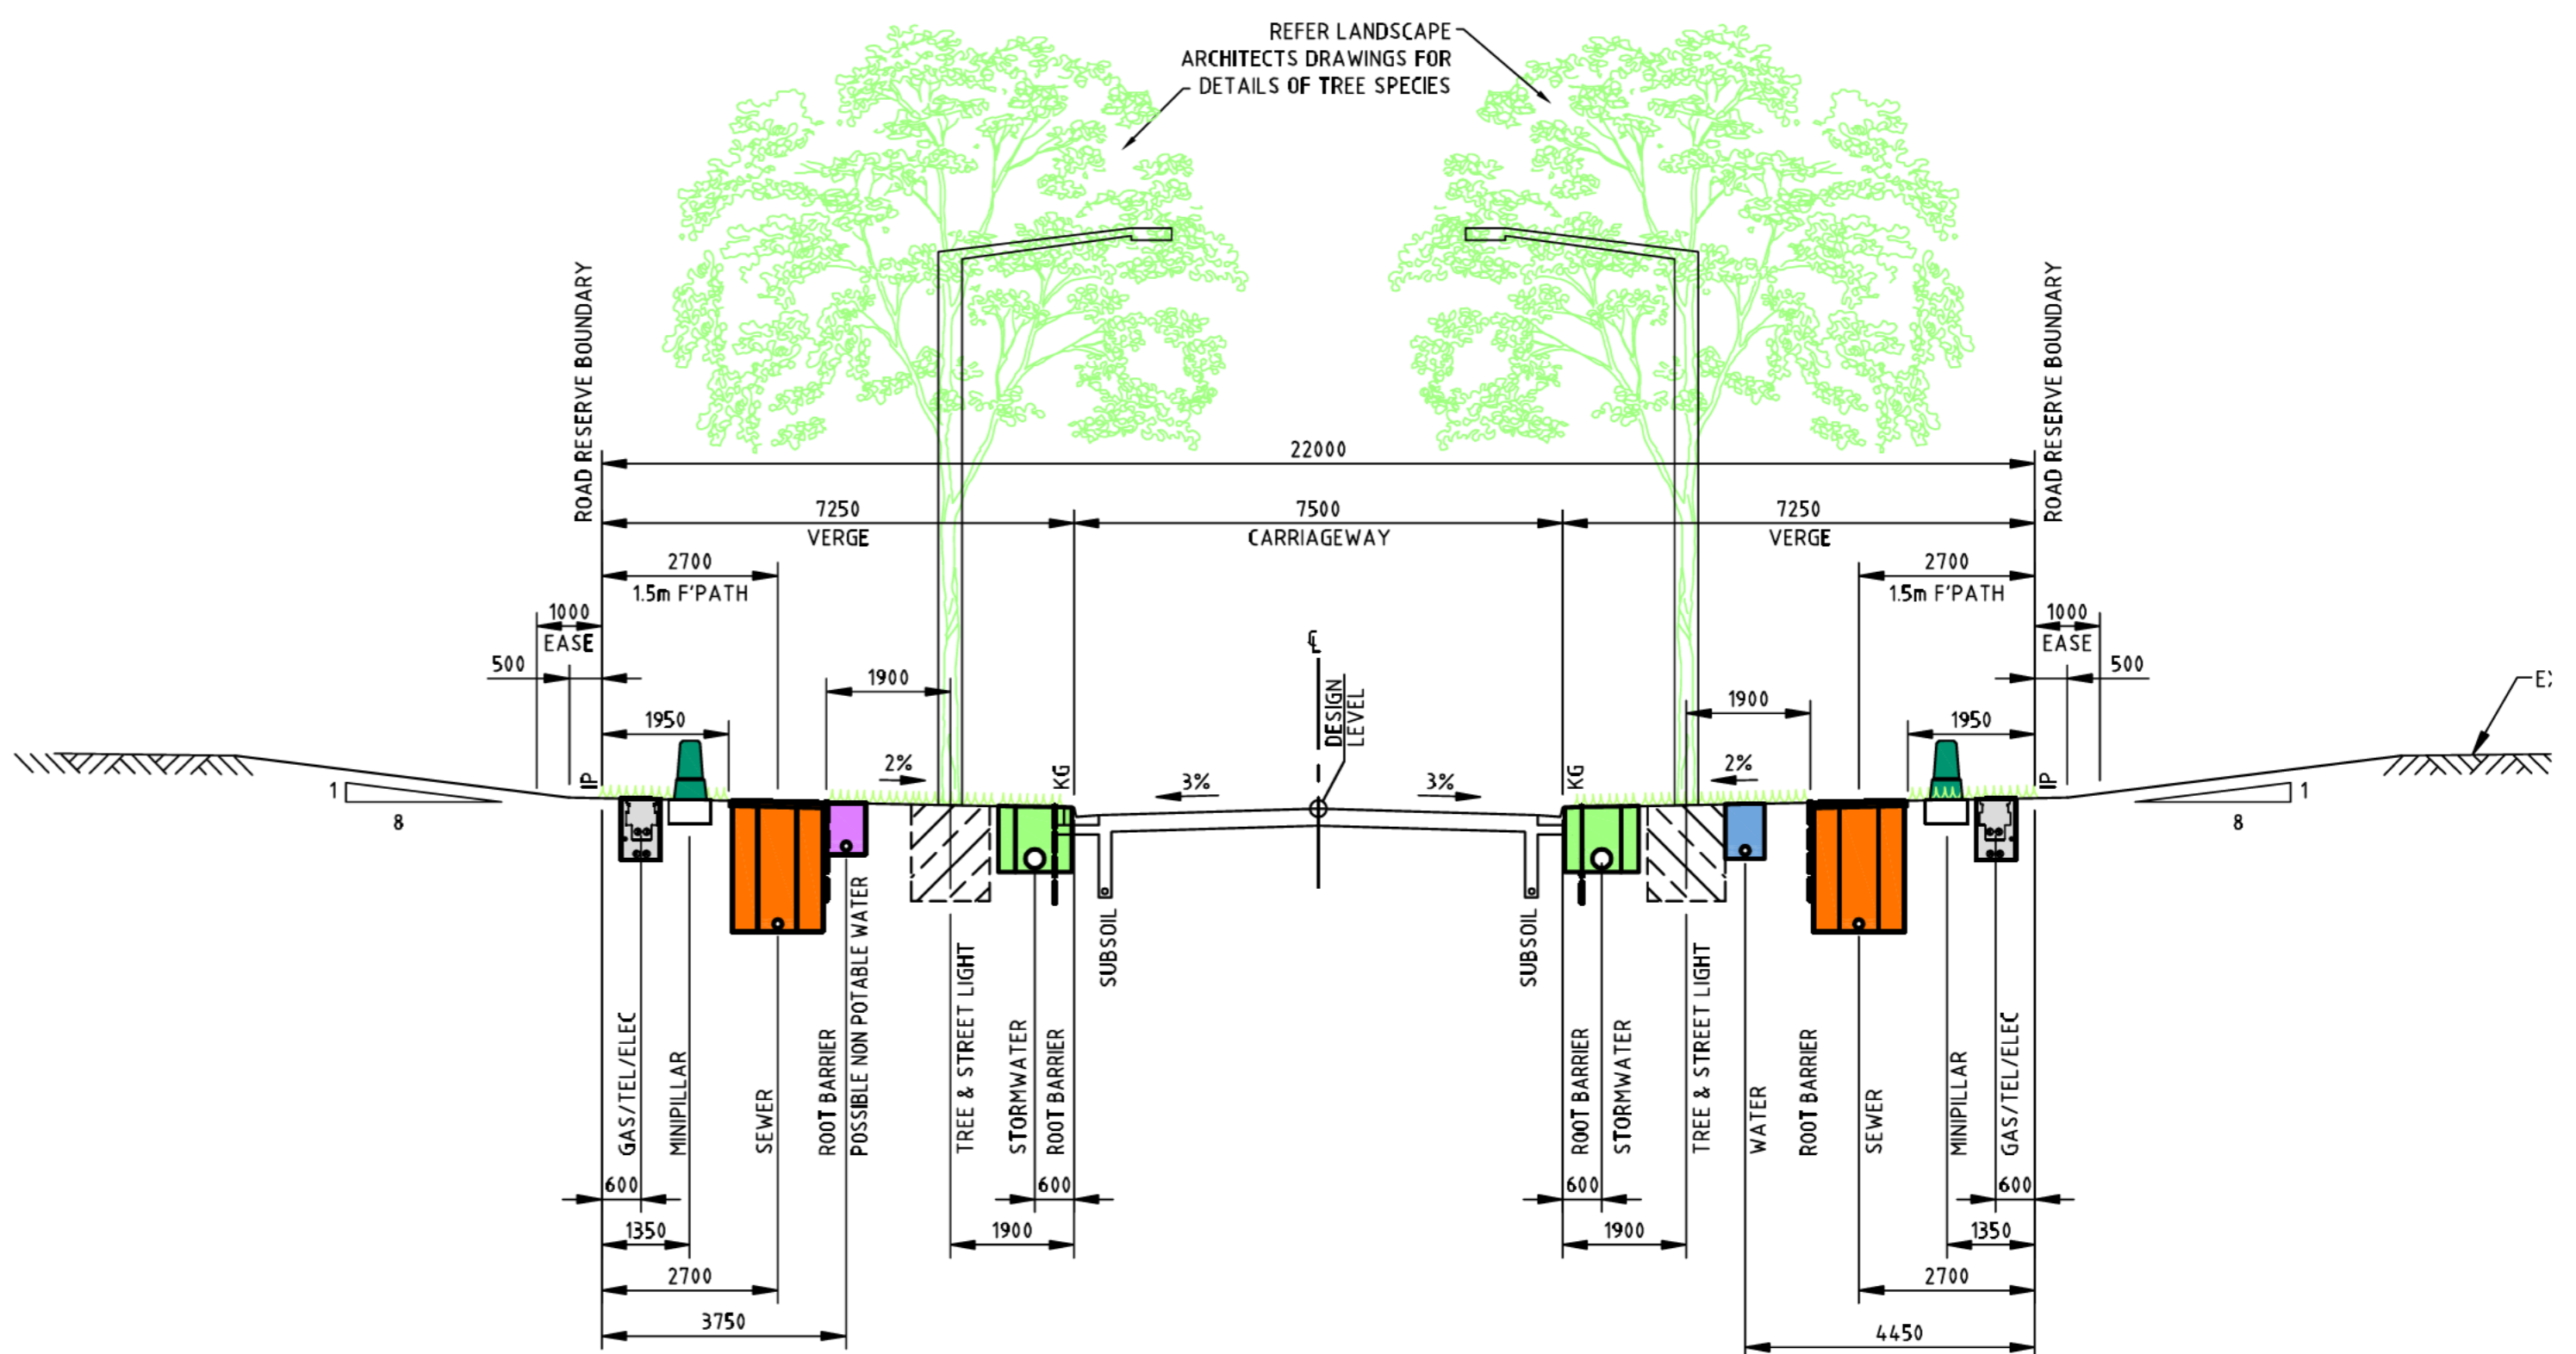 REFER LANDSCAPE
ARCHITECTS DRAWINGS FOR
DETAILS OF TREE SPECIES
ROAD RESERVE BOUNDARY
ROAD RESERVE BOUNDARY
22000
7250
VERGE
7500
CARRIAGEWAY
7250
VERGE
2700
1.5m F'PATH
2700
1.5m F'PATH
1000
EASE
500
1000
EASE
500
1900
1900
1950
1950
℄
DESIGN
LEVEL
IP
2%
KG
3%
3%
KG
2%
IP
1
8
1
8
GAS/TEL/ELEC
MINIPILLAR
SEWER
ROOT BARRIER
POSSIBLE NON POTABLE WATER
TREE & STREET LIGHT
STORMWATER
ROOT BARRIER
SUBSOIL
SUBSOIL
ROOT BARRIER
STORMWATER
TREE & STREET LIGHT
WATER
ROOT BARRIER
SEWER
MINIPILLAR
GAS/TEL/ELEC
600
600
600
600
1350
1900
1900
1350
2700
2700
3750
4450